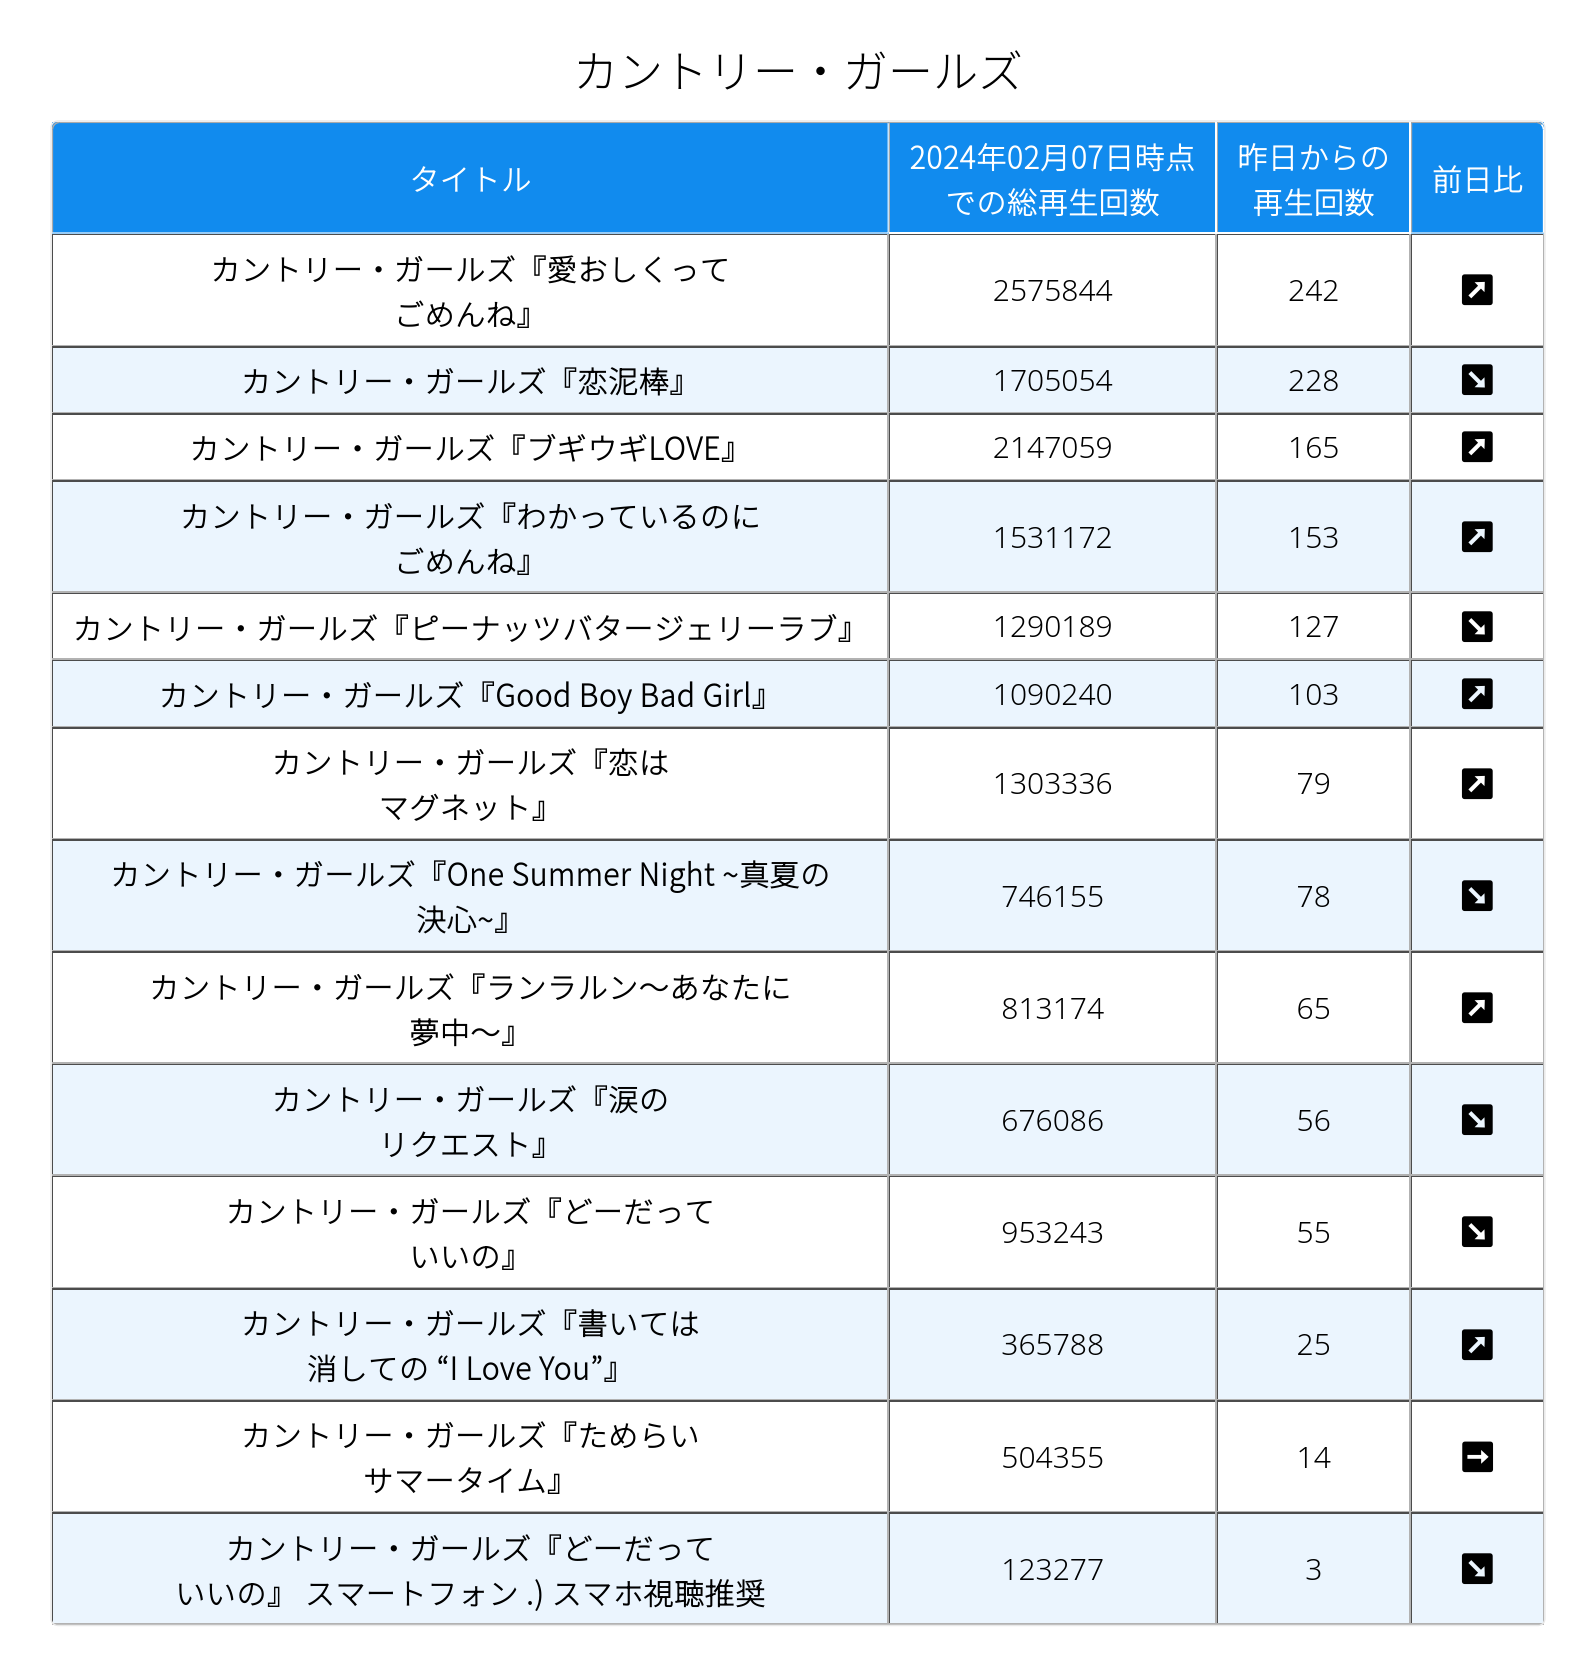 カントリー・ガールズ
タイトル
2024年02月07日時点
での総再生回数
昨日からの
再生回数
前日比
カントリー・ガールズ『愛おしくって
ごめんね』
2575844
242
↗
カントリー・ガールズ『恋泥棒』
1705054
228
↘
カントリー・ガールズ『ブギウギLOVE』
2147059
165
↗
カントリー・ガールズ『わかっているのに
ごめんね』
1531172
153
↗
カントリー・ガールズ『ピーナッツバタージェリーラブ』
1290189
127
↘
カントリー・ガールズ『Good Boy Bad Girl』
1090240
103
↗
カントリー・ガールズ『恋は
マグネット』
1303336
79
↗
カントリー・ガールズ『One Summer Night ~真夏の
決心~』
746155
78
↘
カントリー・ガールズ『ランラルン〜あなたに
夢中〜』
813174
65
↗
カントリー・ガールズ『涙の
リクエスト』
676086
56
↘
カントリー・ガールズ『どーだって
いいの』
953243
55
↘
カントリー・ガールズ『書いては
消しての “I Love You”』
365788
25
↗
カントリー・ガールズ『ためらい
サマータイム』
504355
14
→
カントリー・ガールズ『どーだって
いいの』 スマートフォン .) スマホ視聴推奨
123277
3
↘